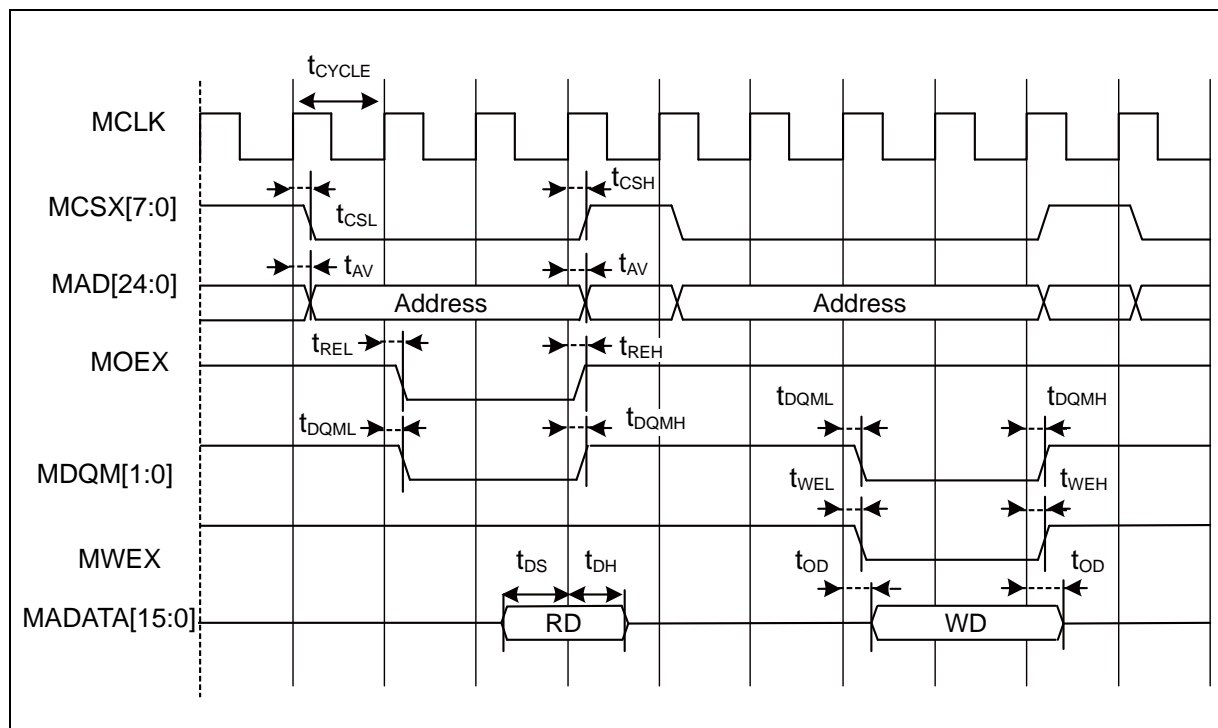 tCYCLE
MCLK
tCSH
MCSX[7:0]
tCSL
tAV
tAV
MAD[24:0]
Address
Address
tREL
tREH
MOEX
tDQML
tDQMH
tDQML
tDQMH
MDQM[1:0]
tWEL
tWEH
MWEX
tDS
tDH
tOD
tOD
MADATA[15:0]
RD
WD